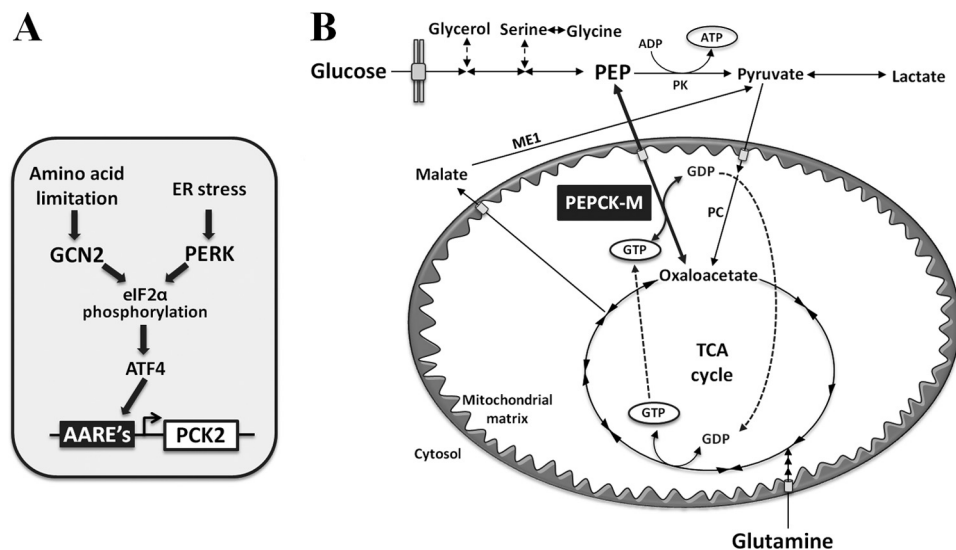 A
Amino acid
limitation
ER stress
GCN2
PERK
eIF2α
phosphorylation
ATF4
AARE's
PCK2
B
Glycerol
Serine
Glycine
Glucose
PEP
ADP
ATP
PK
Pyruvate
Lactate
ME1
Malate
PEPCK-M
GDP
PC
GTP
Oxaloacetate
TCA
cycle
Mitochondrial
matrix
GTP
GDP
Cytosol
Glutamine